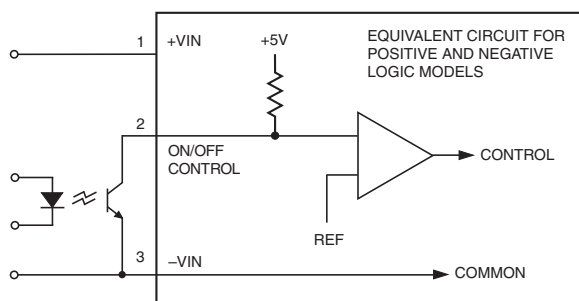 EQUIVALENT CIRCUIT FOR
POSITIVE AND NEGATIVE
LOGIC MODELS
1
+VIN
+5V
2
ON/OFF
CONTROL
CONTROL
REF
3
–VIN
COMMON